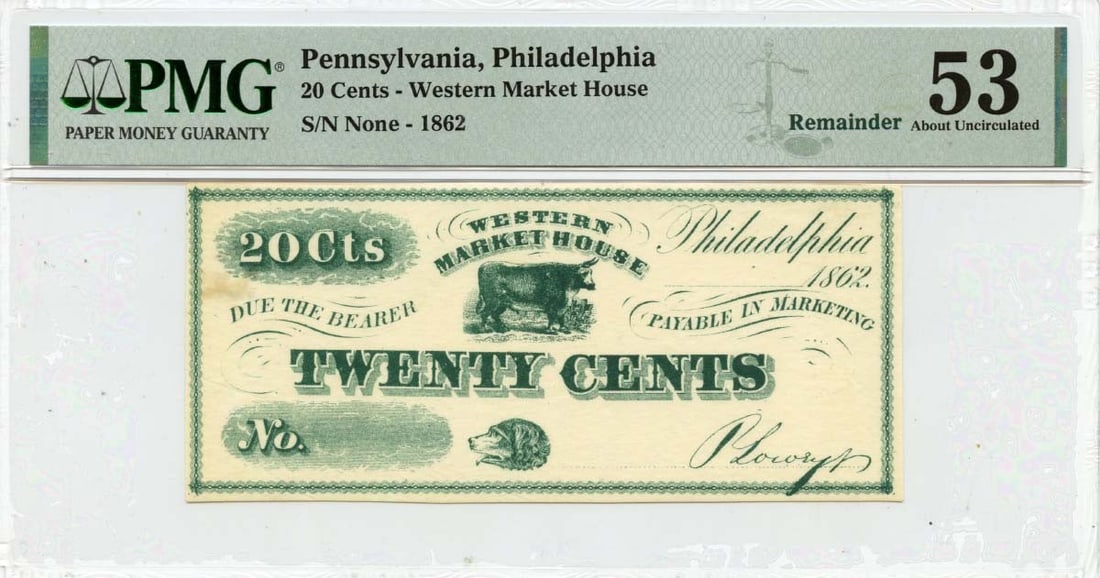 PMG®
PAPER MONEY GUARANTY
Pennsylvania, Philadelphia
20 Cents - Western Market House
S/N None - 1862
Remainder
53
About Uncirculated
20 Cts
WESTERN
MARKET HOUSE
Philadelphia
1862.
DUE THE BEARER
PAYABLE IN MARKETING
TWENTY CENTS
No.